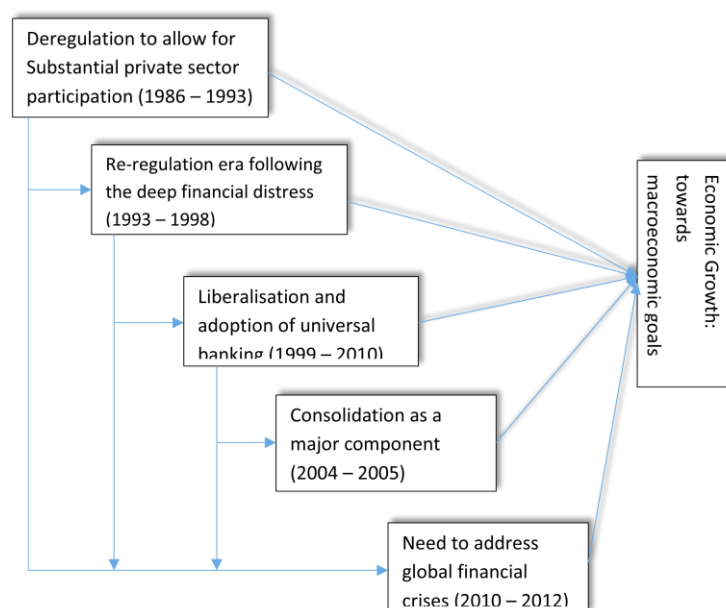 Deregulation to allow for
Substantial private sector
participation (1986 – 1993)
Re-regulation era following
the deep financial distress
(1993 – 1998)
Liberalisation and
adoption of universal
banking (1999 – 2010)
Consolidation as a
major component
(2004 – 2005)
Need to address
global financial
crises (2010 – 2012)
Economic Growth:
towards
macroeconomic goals